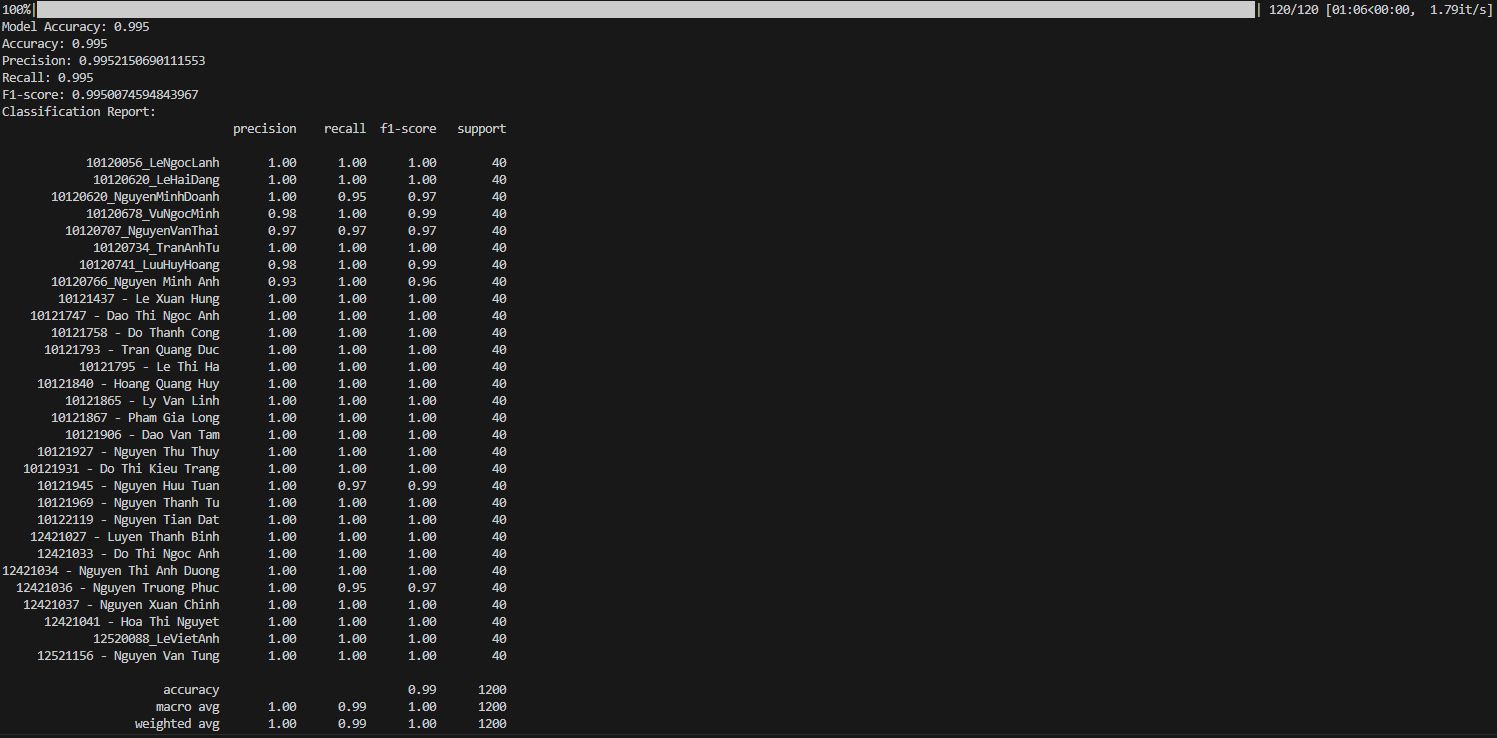 100%| | 120/120 [01:06<00:00, 1.79it/s]
Model Accuracy: 0.995
Accuracy: 0.995
Precision: 0.9952150690111553
Recall: 0.995
F1-score: 0.9950074594843967
Classification Report:
precision recall f1-score support
10120056_LeNgocLanh 1.00 1.00 1.00 40
10120620_LeHaiDang 1.00 1.00 1.00 40
10120620_NguyenMinhDoanh 1.00 0.95 0.97 40
10120678_VuNgocMinh 0.98 1.00 0.99 40
10120707_NguyenVanThai 0.97 0.97 0.97 40
10120734_TranAnhTu 1.00 1.00 1.00 40
10120741_LuuHuyHoang 0.98 1.00 0.99 40
10120766_Nguyen Minh Anh 0.93 1.00 0.96 40
10121437 - Le Xuan Hung 1.00 1.00 1.00 40
10121747 - Dao Thi Ngoc Anh 1.00 1.00 1.00 40
10121758 - Do Thanh Cong 1.00 1.00 1.00 40
10121793 - Tran Quang Duc 1.00 1.00 1.00 40
10121795 - Le Thi Ha 1.00 1.00 1.00 40
10121840 - Hoang Quang Huy 1.00 1.00 1.00 40
10121865 - Ly Van Linh 1.00 1.00 1.00 40
10121867 - Pham Gia Long 1.00 1.00 1.00 40
10121906 - Dao Van Tam 1.00 1.00 1.00 40
10121927 - Nguyen Thu Thuy 1.00 1.00 1.00 40
10121931 - Do Thi Kieu Trang 1.00 1.00 1.00 40
10121945 - Nguyen Huu Tuan 1.00 0.97 0.99 40
10121969 - Nguyen Thanh Tu 1.00 1.00 1.00 40
10122119 - Nguyen Tian Dat 1.00 1.00 1.00 40
12421027 - Luyen Thanh Binh 1.00 1.00 1.00 40
12421033 - Do Thi Ngoc Anh 1.00 1.00 1.00 40
12421034 - Nguyen Thi Anh Duong 1.00 1.00 1.00 40
12421036 - Nguyen Truong Phuc 1.00 0.95 0.97 40
12421037 - Nguyen Xuan Chinh 1.00 1.00 1.00 40
12421041 - Hoa Thi Nguyet 1.00 1.00 1.00 40
12520088_LeVietAnh 1.00 1.00 1.00 40
12521156 - Nguyen Van Tung 1.00 1.00 1.00 40
accuracy 0.99 1200
macro avg 1.00 0.99 1.00 1200
weighted avg 1.00 0.99 1.00 1200